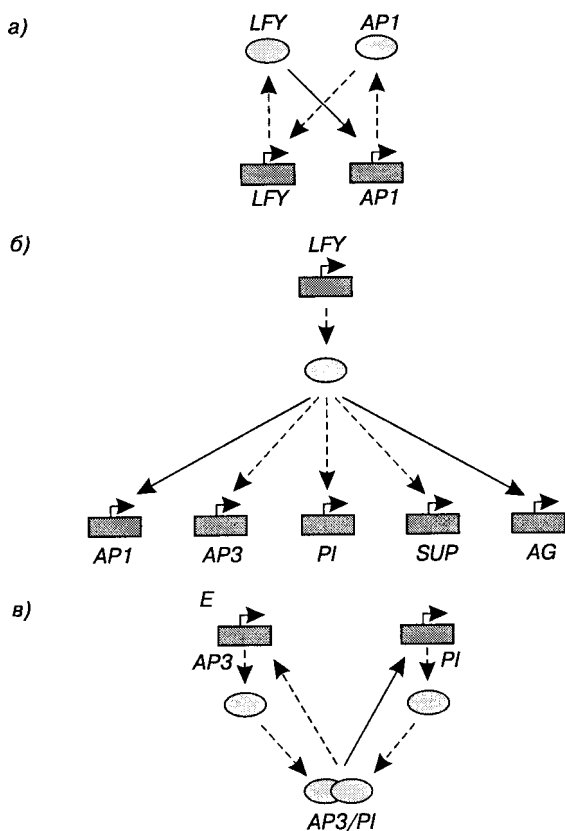 а)
LFY AP1
LFY AP1
б)
LFY
AP1 AP3 PI SUP AG
в)
E
AP3 PI
AP3/PI